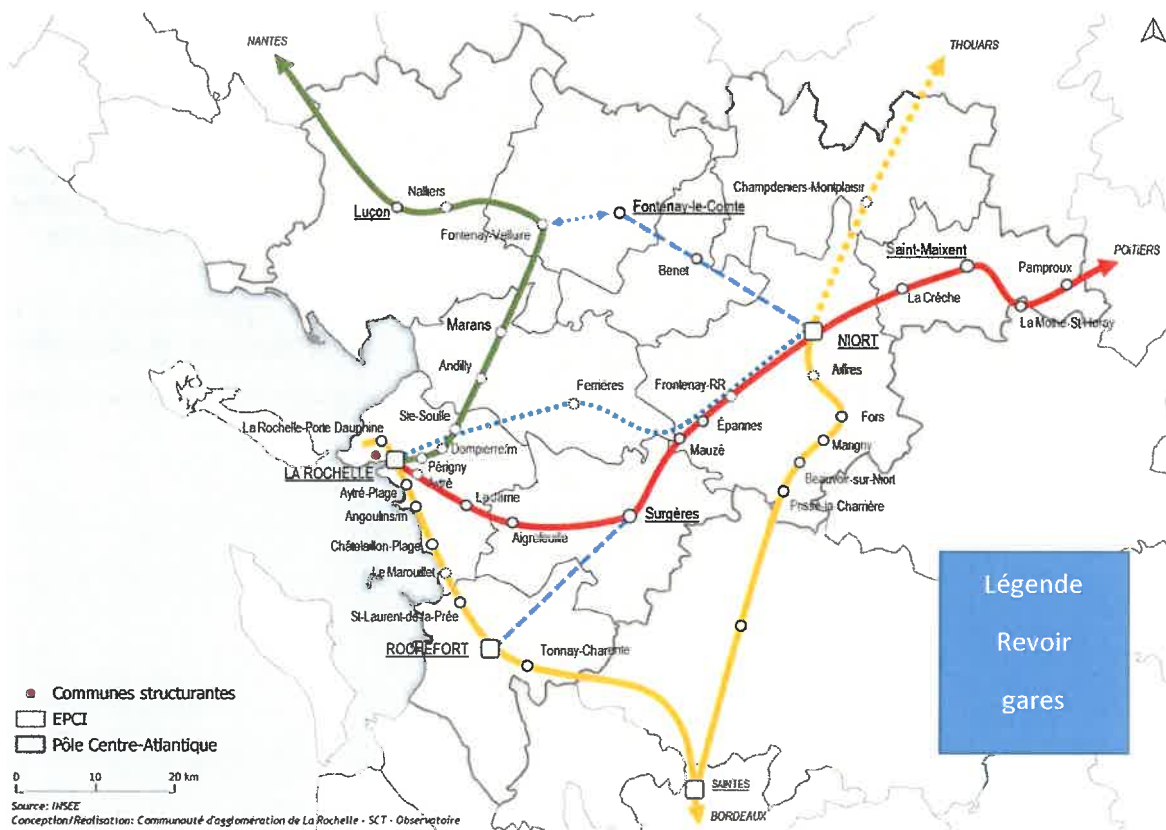 NANTES
THOUARS
Champdeniers-Montplaisir
Nalliers
Luçon
Fontenay-le-Comte
Fontenay-Velluire
Benet
Saint-Maixent
Pamproux
POITIERS
La Crèche
La Mothe-St-Héray
Marans
NIORT
Andilly
Aiffres
Ferrières
Frontenay-RR
Ste-Soulle
Fors
La Rochelle-Porte Dauphine
Épannes
Dompierre/m
Mauzé
Marigny
LA ROCHELLE
Périgny
Aytré
Beauvoir-sur-Niort
Aytré-Plage
La Jarrie
Prissé-la Charrière
Angoulins/m
Surgères
Aigrefeuille
Châtelaillon-Plage
Le Marouillet
St-Laurent-de-la-Prée
ROCHEFORT
Tonnay-Charente
Légende
Revoir
gares
Communes structurantes
EPCI
Pôle Centre-Atlantique
0 10 20 km
SAINTES
BORDEAUX
Source: INSEE
Conception/Réalisation: Communauté d'agglomération de La Rochelle - SCT - Observatoire